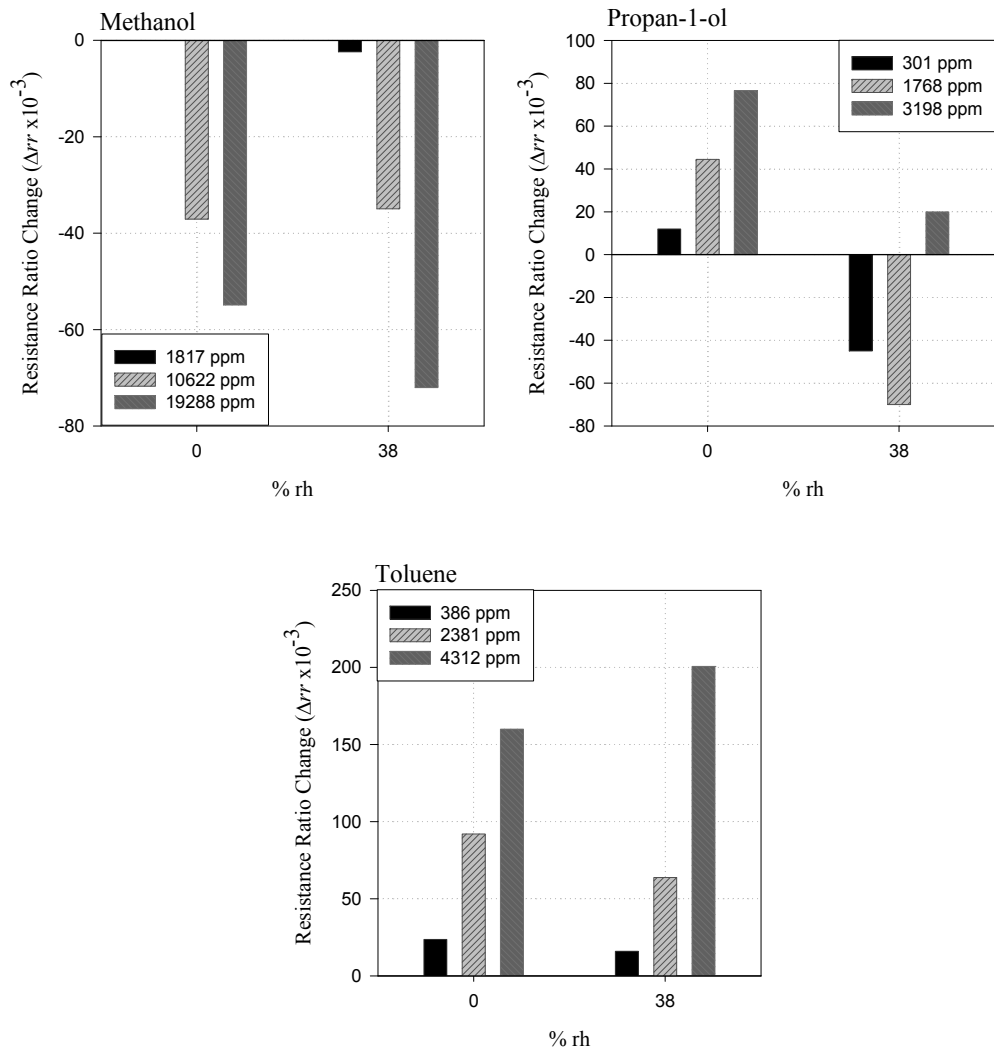 Methanol
Resistance Ratio Change (Δrr x10-3)
0
-20
-40
-60
-80
1817 ppm
10622 ppm
19288 ppm
0 38
% rh
Propan-1-ol
Resistance Ratio Change (Δrr x10-3)
100
80
60
40
20
0
-20
-40
-60
-80
301 ppm
1768 ppm
3198 ppm
0 38
% rh
Toluene
Resistance Ratio Change (Δrr x10-3)
250
200
150
100
50
0
386 ppm
2381 ppm
4312 ppm
0 38
% rh